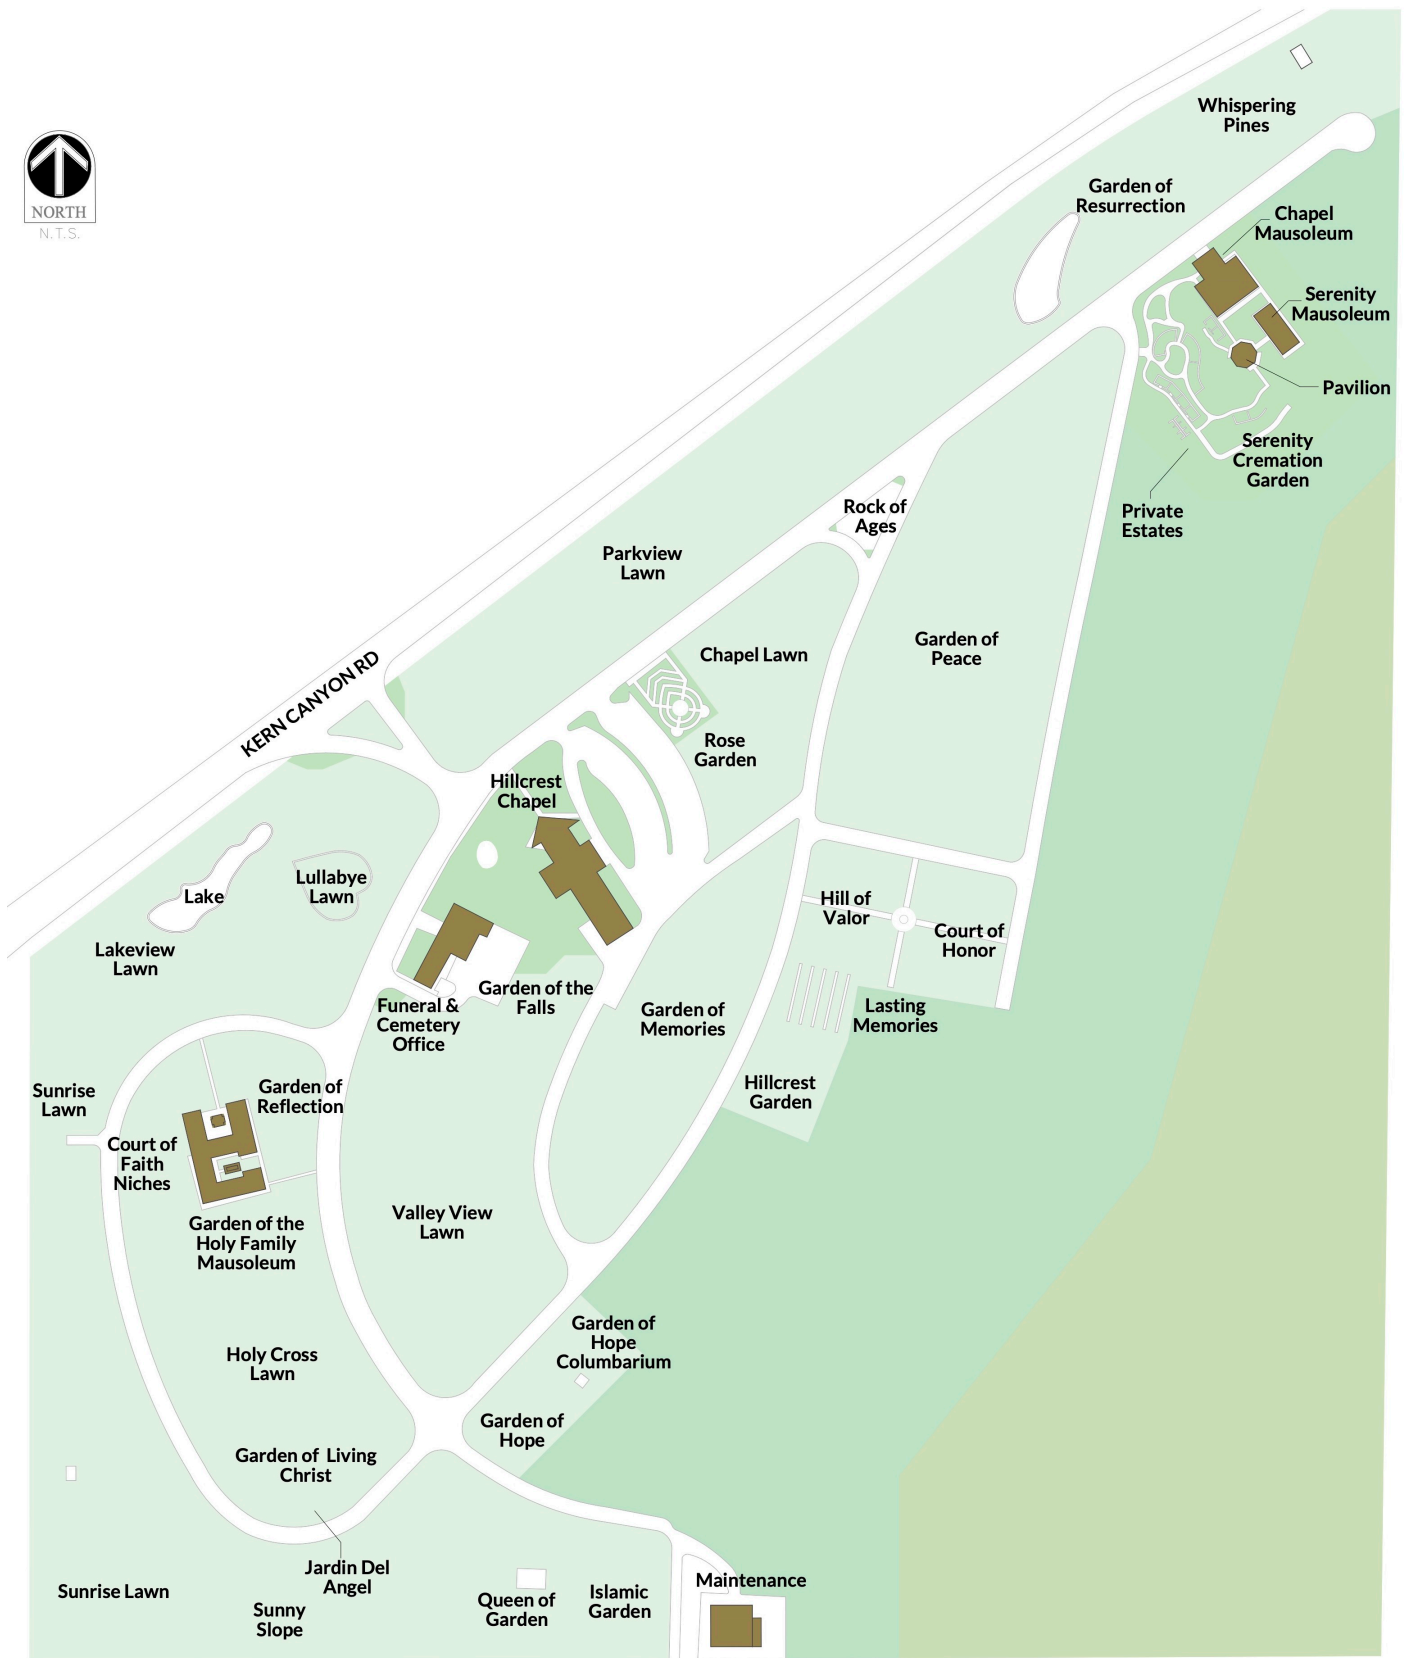 Whispering
Pines
NORTH
N.T.S.
Garden of
Resurrection
Chapel
Mausoleum
Serenity
Mausoleum
Pavilion
Serenity
Cremation
Garden
Private
Estates
Rock of
Ages
Parkview
Lawn
Garden of
Peace
Chapel Lawn
KERN CANYON RD
Rose
Garden
Hillcrest
Chapel
Lake
Lullabye
Lawn
Hill of
Valor
Court of
Honor
Lakeview
Lawn
Garden of the
Falls
Funeral &
Cemetery
Office
Garden of
Memories
Lasting
Memories
Sunrise
Lawn
Garden of
Reflection
Hillcrest
Garden
Court of
Faith
Niches
Garden of the
Holy Family
Mausoleum
Valley View
Lawn
Garden of
Hope
Columbarium
Holy Cross
Lawn
Garden of
Hope
Garden of Living
Christ
Jardin Del
Angel
Sunrise Lawn
Sunny
Slope
Queen of
Garden
Islamic
Garden
Maintenance